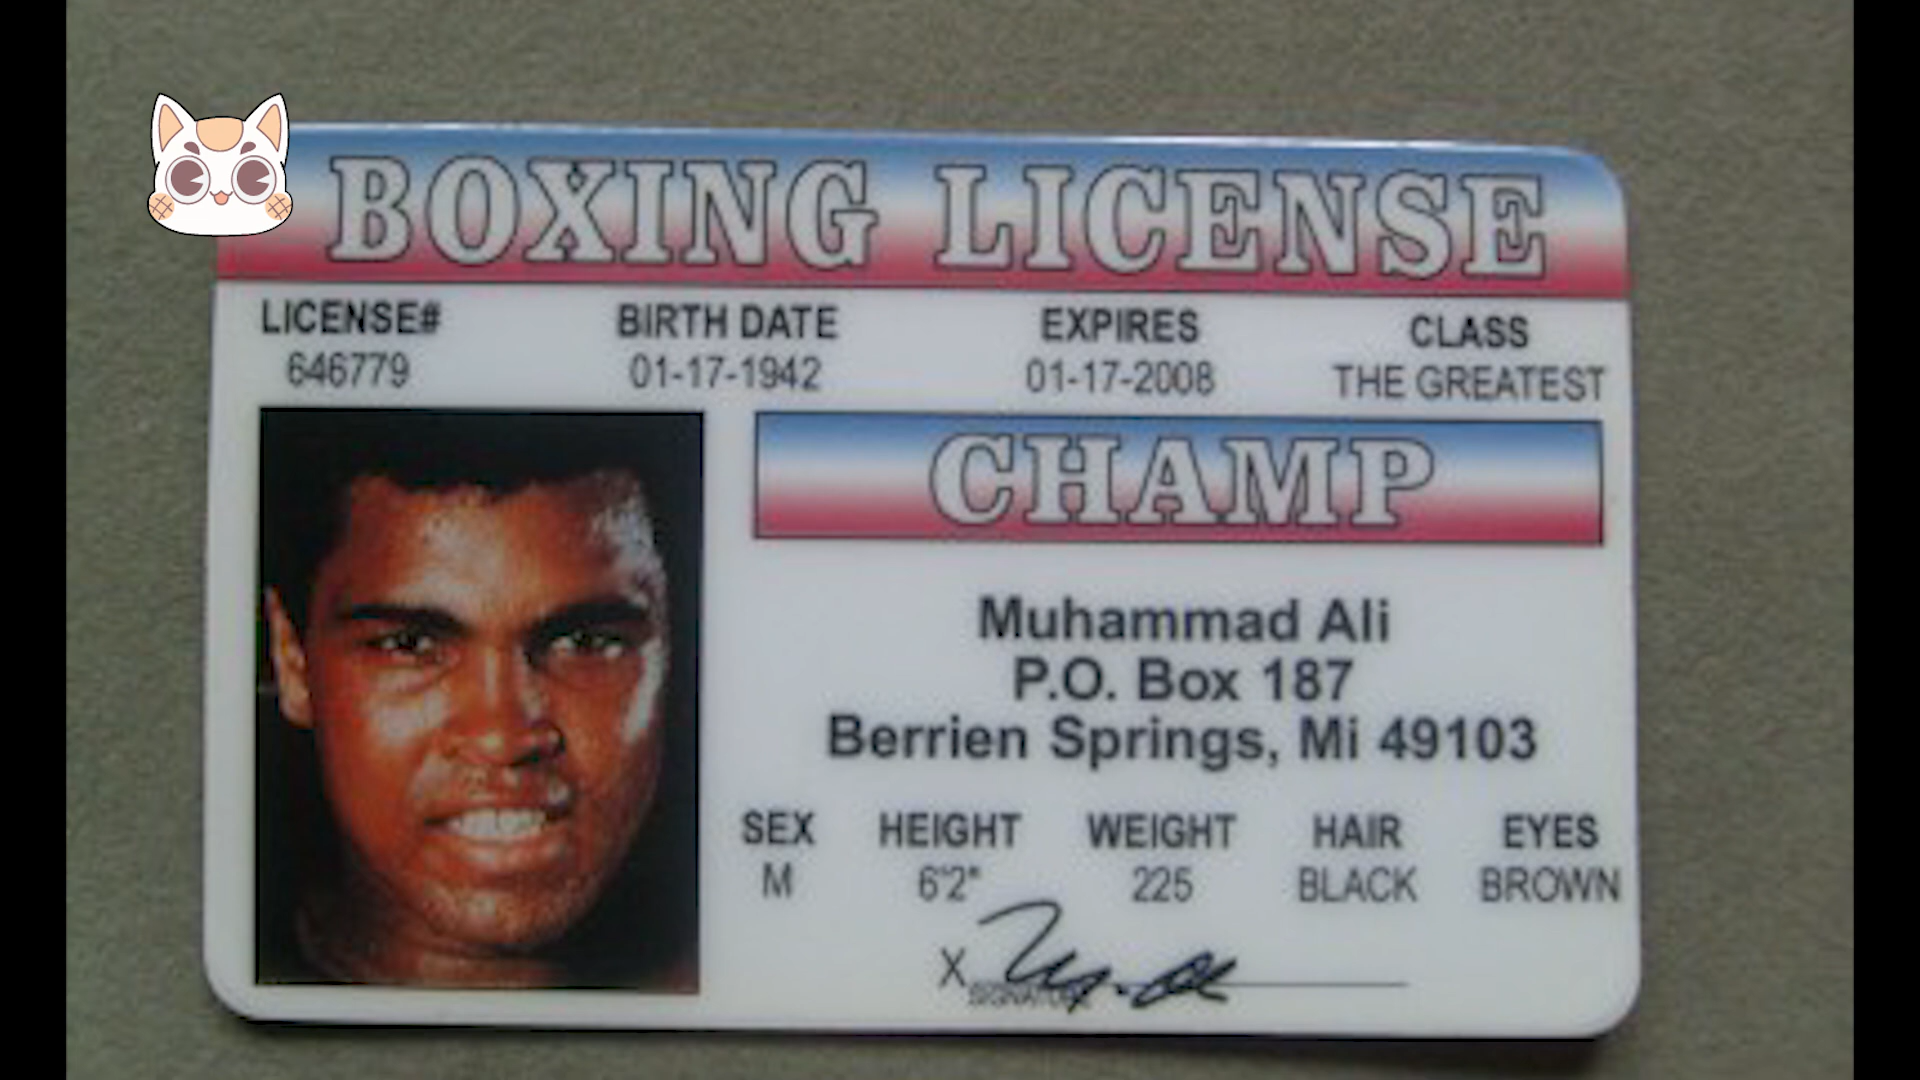 BOXING LICENSE
LICENSE# BIRTH DATE EXPIRES CLASS
646779 01-17-1942 01-17-2008 THE GREATEST
CHAMP
Muhammad Ali
P.O. Box 187
Berrien Springs, Mi 49103
SEX HEIGHT WEIGHT HAIR EYES
M 6'2" 225 BLACK BROWN
X
SIGNATURE